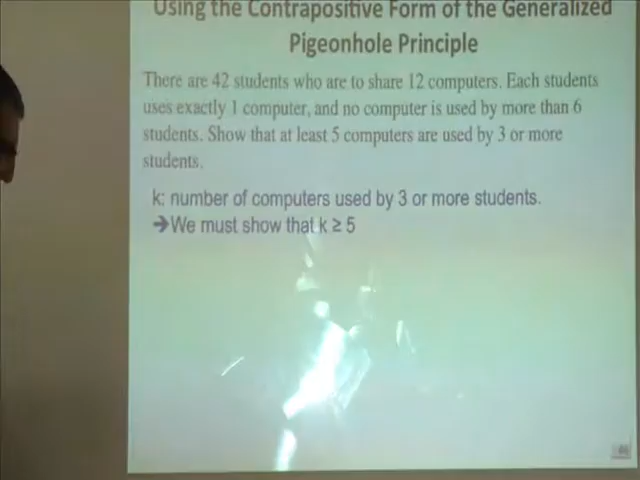 Using the Contrapositive Form of the Generalized
Pigeonhole Principle
There are 42 students who are to share 12 computers. Each students
uses exactly 1 computer, and no computer is used by more than 6
students. Show that at least 5 computers are used by 3 or more
students.
k: number of computers used by 3 or more students.
➔We must show that k ≥ 5